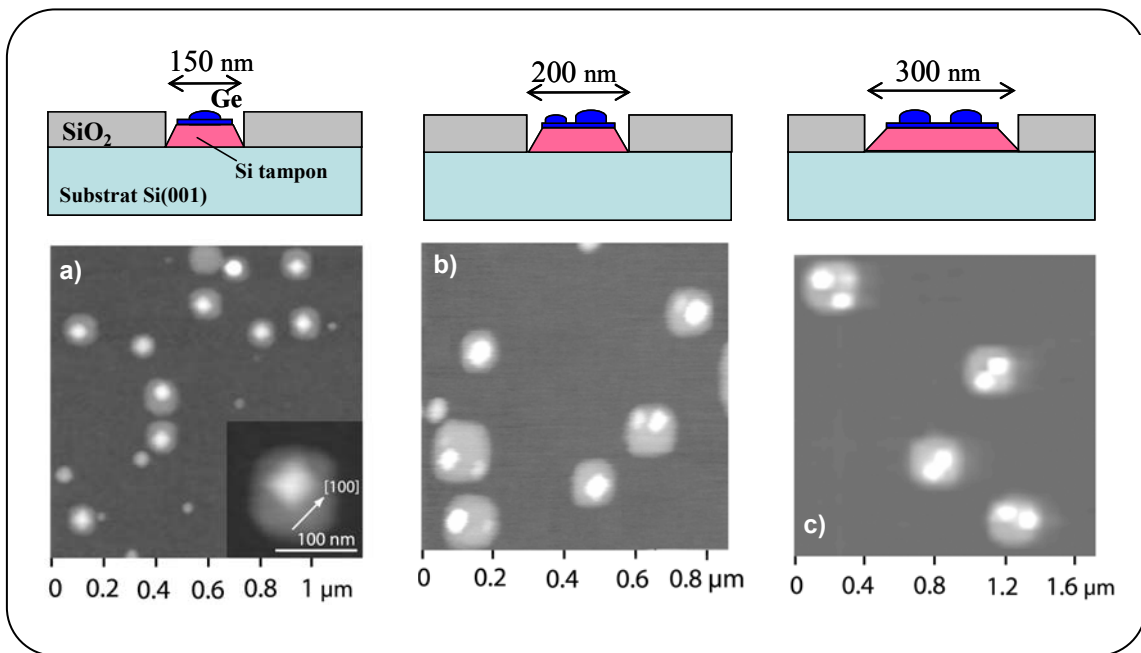 150 nm
Ge
SiO2
Si tampon
Substrat Si(001)
200 nm
300 nm
a)
[100]
100 nm
0 0.2 0.4 0.6 0.8 1 µm
b)
0 0.2 0.4 0.6 0.8 µm
c)
0 0.4 0.8 1.2 1.6 µm